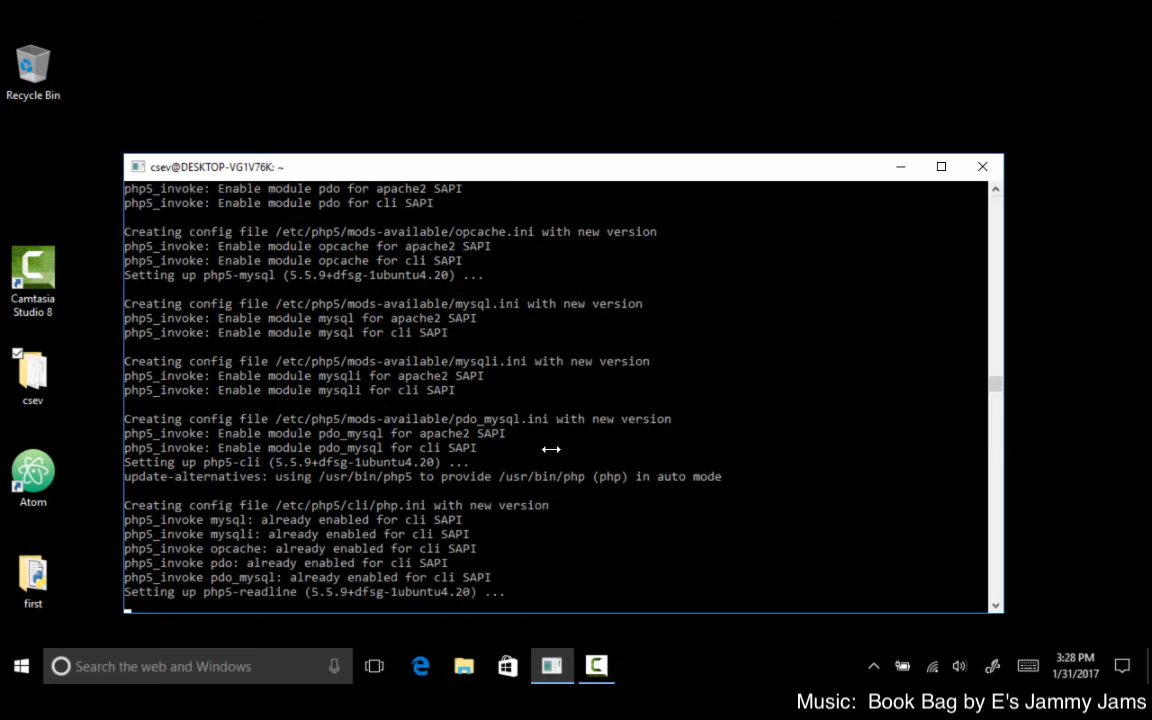 Recycle Bin
Camtasia
Studio 8
csev
Atom
first
csev@DESKTOP-VG1V76K: ~
php5_invoke: Enable module pdo for apache2 SAPI
php5_invoke: Enable module pdo for cli SAPI
Creating config file /etc/php5/mods-available/opcache.ini with new version
php5_invoke: Enable module opcache for apache2 SAPI
php5_invoke: Enable module opcache for cli SAPI
Setting up php5-mysql (5.5.9+dfsg-1ubuntu4.20) ...
Creating config file /etc/php5/mods-available/mysql.ini with new version
php5_invoke: Enable module mysql for apache2 SAPI
php5_invoke: Enable module mysql for cli SAPI
Creating config file /etc/php5/mods-available/mysqli.ini with new version
php5_invoke: Enable module mysqli for apache2 SAPI
php5_invoke: Enable module mysqli for cli SAPI
Creating config file /etc/php5/mods-available/pdo_mysql.ini with new version
php5_invoke: Enable module pdo_mysql for apache2 SAPI
php5_invoke: Enable module pdo_mysql for cli SAPI
Setting up php5-cli (5.5.9+dfsg-1ubuntu4.20) ...
update-alternatives: using /usr/bin/php5 to provide /usr/bin/php (php) in auto mode
Creating config file /etc/php5/cli/php.ini with new version
php5_invoke mysql: already enabled for cli SAPI
php5_invoke mysqli: already enabled for cli SAPI
php5_invoke opcache: already enabled for cli SAPI
php5_invoke pdo: already enabled for cli SAPI
php5_invoke pdo_mysql: already enabled for cli SAPI
Setting up php5-readline (5.5.9+dfsg-1ubuntu4.20) ...
Search the web and Windows
3:28 PM
1/31/2017
Music:  Book Bag by E's Jammy Jams